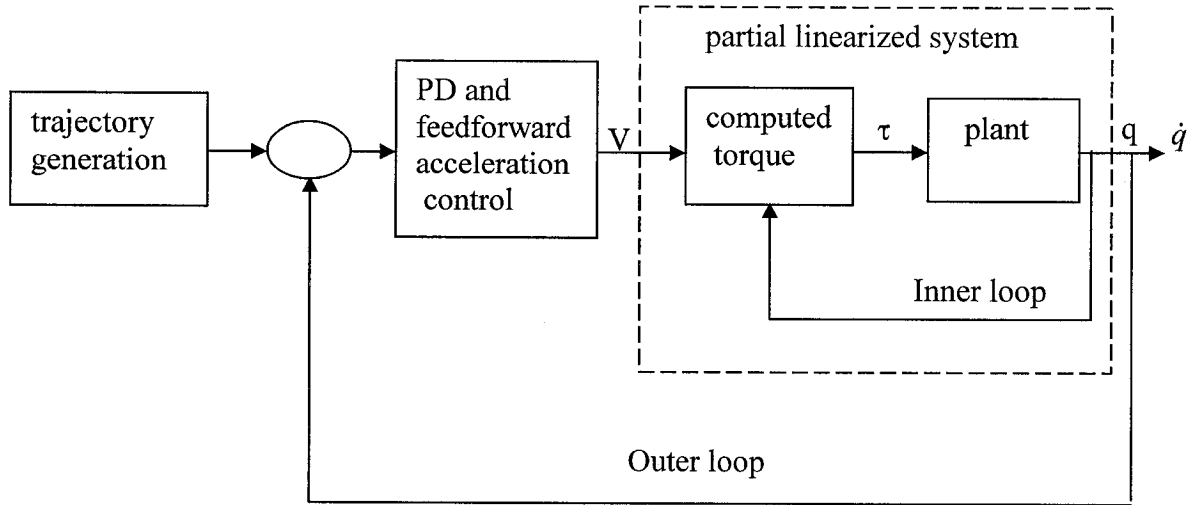 partial linearized system
trajectory
generation
PD and
feedforward
acceleration
control
V
computed
torque
τ
plant
q
q̇
Inner loop
Outer loop